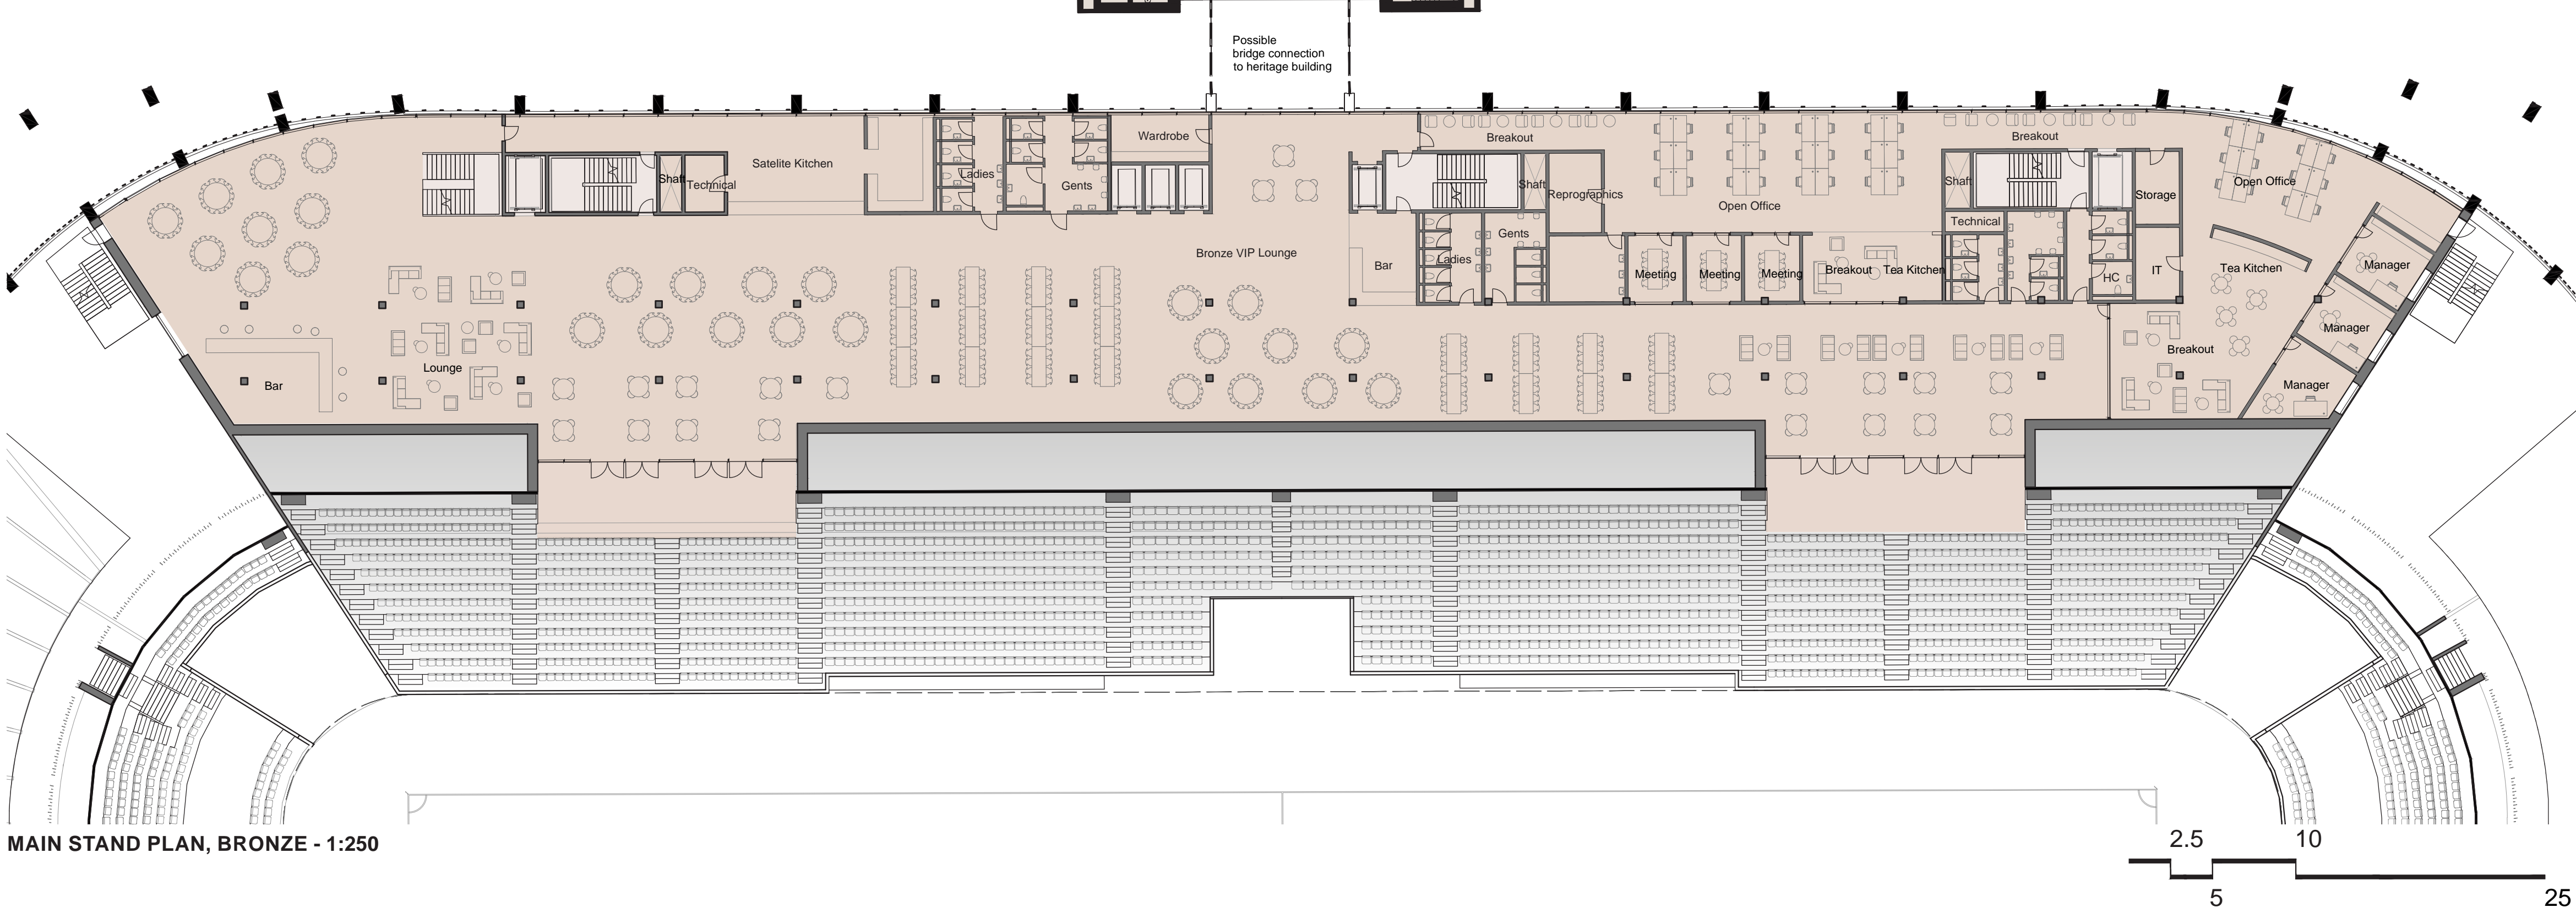 Possible
bridge connection
to heritage building
Wardrobe
Breakout
Breakout
Satelite Kitchen
Ladies
Gents
Shaft
Technical
Shaft
Reprographics
Open Office
Shaft
Storage
Open Office
Technical
Gents
Ladies
Bronze VIP Lounge
Bar
Meeting
Meeting
Meeting
Breakout
Tea Kitchen
HC
IT
Tea Kitchen
Manager
Manager
Breakout
Manager
Lounge
Bar
MAIN STAND PLAN, BRONZE - 1:250
2.5
10
5
25